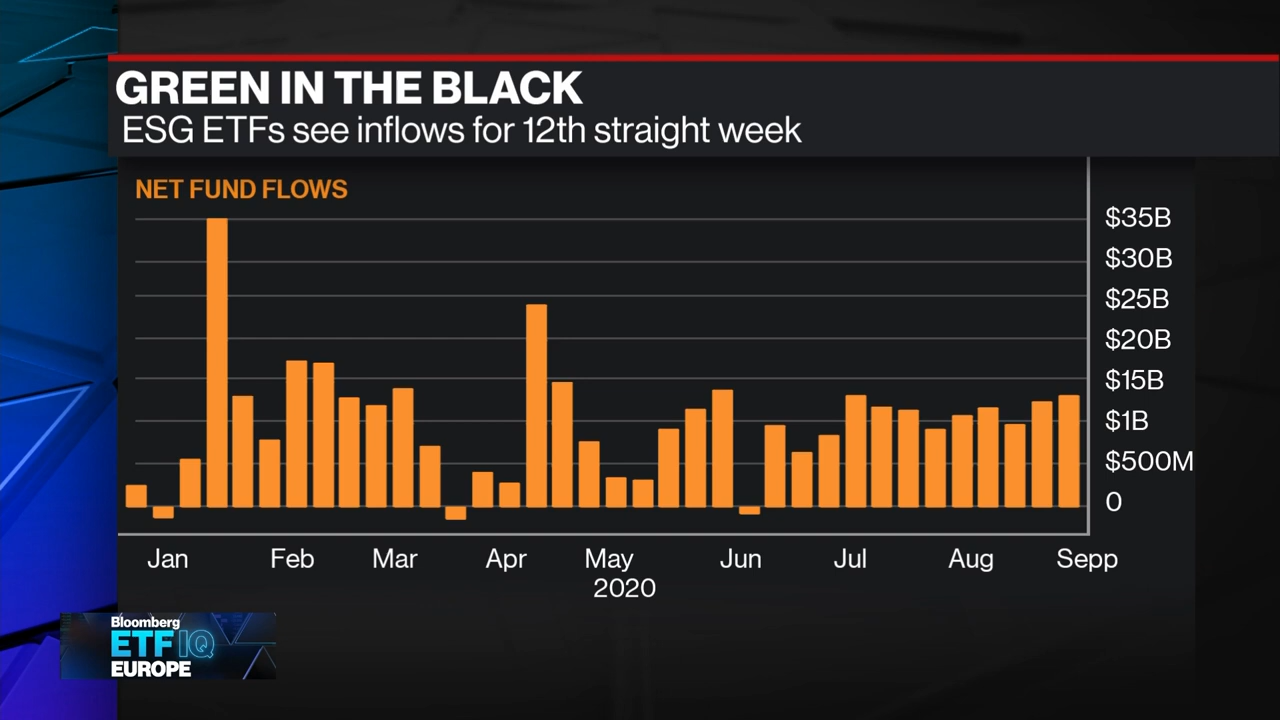 GREEN IN THE BLACK
ESG ETFs see inflows for 12th straight week
NET FUND FLOWS
$35B
$30B
$25B
$20B
$15B
$1B
$500M
0
Jan Feb Mar Apr May Jun Jul Aug Sepp
2020
Bloomberg
ETF IQ
EUROPE